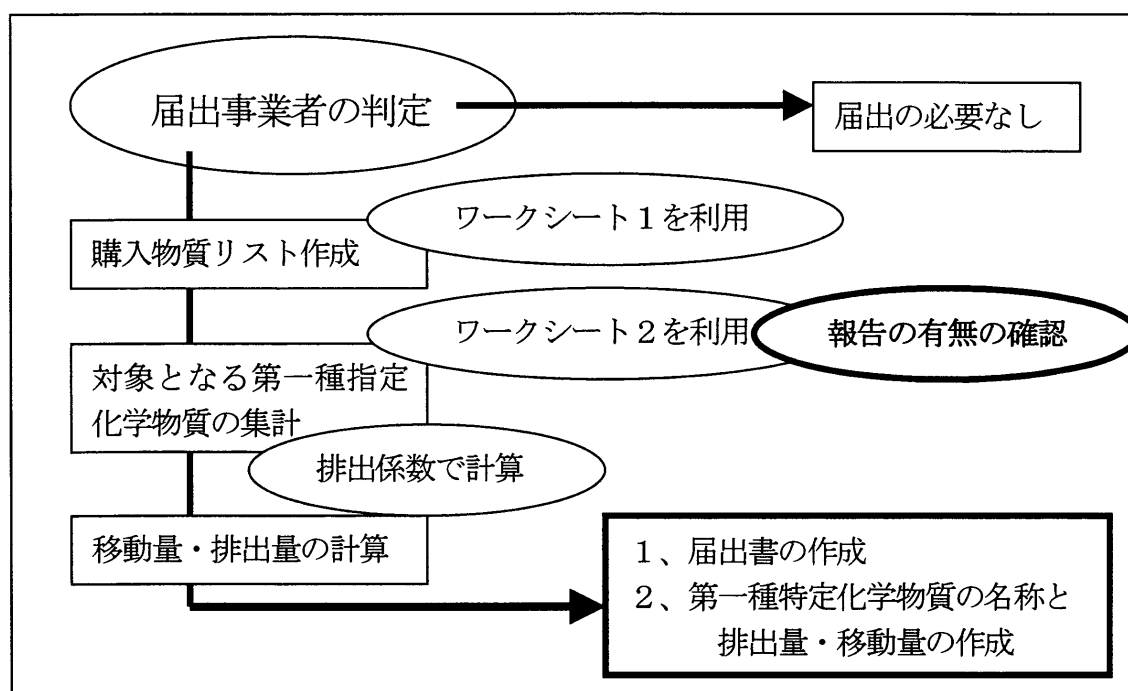 届出事業者の判定
届出の必要なし
ワークシート1を利用
購入物質リスト作成
ワークシート2を利用
報告の有無の確認
対象となる第一種指定
化学物質の集計
排出係数で計算
移動量・排出量の計算
1、届出書の作成
2、第一種特定化学物質の名称と
排出量・移動量の作成